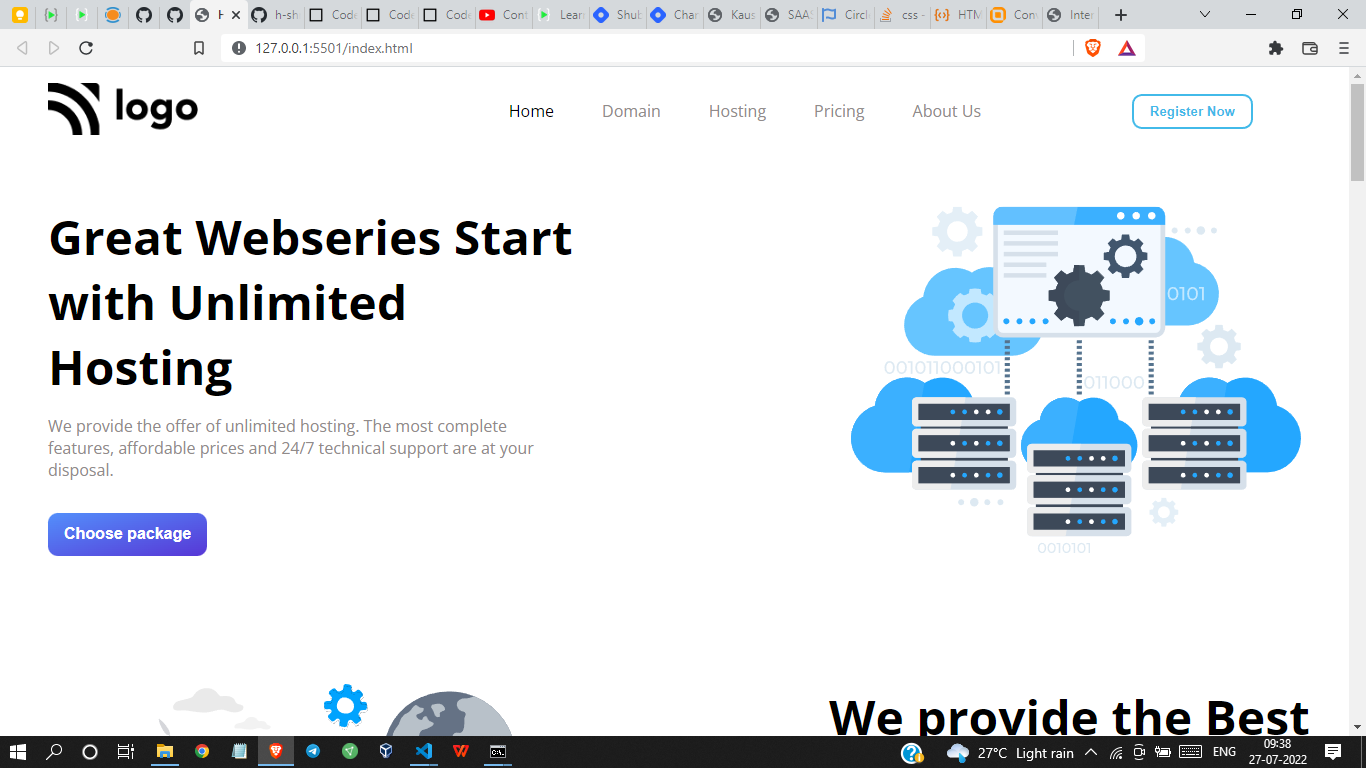 H
h-sh
Code
Code
Code
Cont
Learn
Shub
Char
Kaus
SAAS
Circl
css -
HTM
Con
Inter
127.0.0.1:5501/index.html
logo
Home
Domain
Hosting
Pricing
About Us
Register Now
Great Webseries Start
with Unlimited
Hosting
We provide the offer of unlimited hosting. The most complete
features, affordable prices and 24/7 technical support are at your
disposal.
Choose package
0101
001011000101
011000
0010101
We provide the Best
27°C Light rain
ENG
09:38
27-07-2022